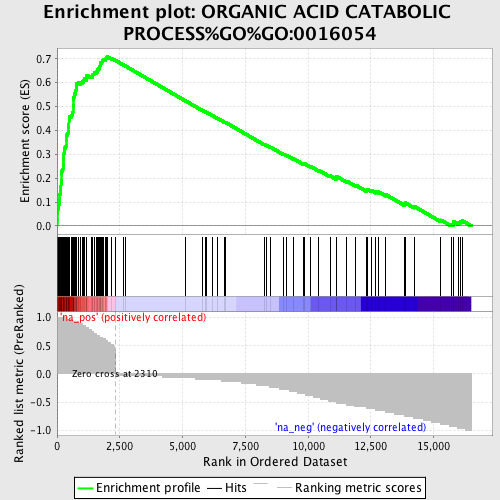 Enrichment plot: ORGANIC ACID CATABOLIC
PROCESS%GO%GO:0016054
Enrichment score (ES)
0.7
0.6
0.5
0.4
0.3
0.2
0.1
0.0
Ranked list metric (PreRanked)
1.0
0.5
0.0
-0.5
-1.0
'na_pos' (positively correlated)
Zero cross at 2310
'na_neg' (negatively correlated)
0 2,500 5,000 7,500 10,000 12,500 15,000
Rank in Ordered Dataset
Enrichment profile Hits Ranking metric scores